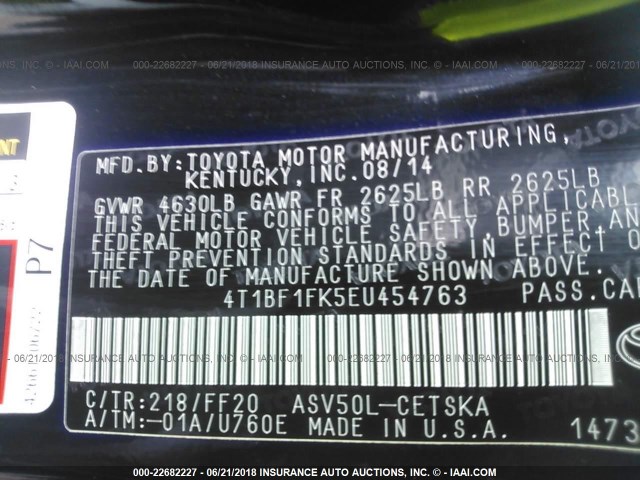 000-22682227 - 06/21/2018 INSURANCE AUTO AUCTIONS, INC. - IAAI.COM
MFD.BY:TOYOTA MOTOR MANUFACTURING,
KENTUCKY,INC.08/14
GVWR 4630LB GAWR FR 2625LB RR 2625LB
THIS VEHICLE CONFORMS TO ALL APPLICABLE
FEDERAL MOTOR VEHICLE SAFETY,BUMPER,AND
THEFT PREVENTION STANDARDS IN EFFECT
THE DATE OF MANUFACTURE SHOWN ABOVE.
4T1BF1FK5EU454763 PASS.CAR
P7
C/TR:218/FF20 ASV50L-CETSKA
A/TM:-01A/U760E MADE IN U.S.A. 1473
000-22682227 - 06/21/2018 INSURANCE AUTO AUCTIONS, INC. - IAAI.COM